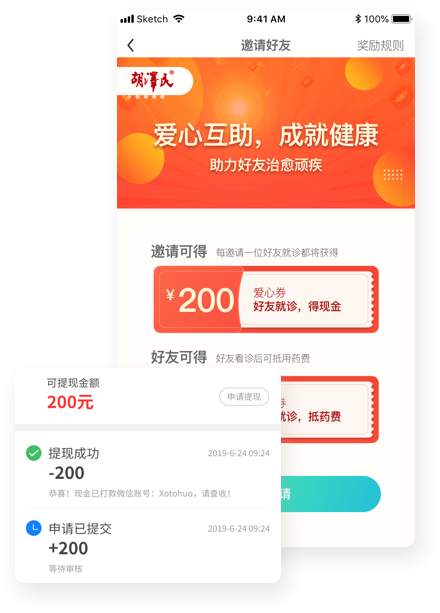 Sketch 9:41 AM 100%
邀请好友 奖励规则
胡泽氏®
爱心互助，成就健康
助力好友治愈顽疾
邀请可得 每邀请一位好友就诊都将获得
¥200 爱心券
好友就诊，得现金
好友可得 好友看诊后可抵用药费
可提现金额
200元
申请提现
券
就诊，抵药费
提现成功 2019-6-24 09:24
-200
恭喜！现金已打款微信账号：Xotohuo，请查收！
请
申请已提交 2019-6-24 09:24
+200
等待审核